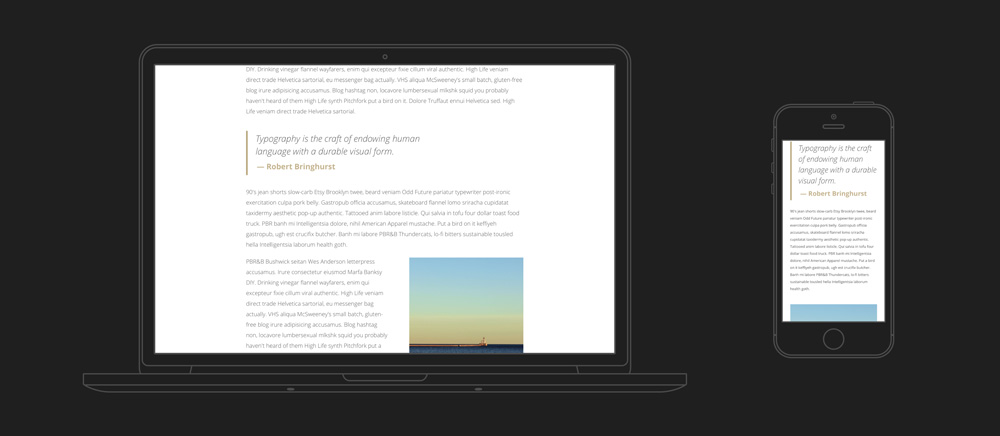 DIY. Drinking vinegar flannel wayfarers, enim qui excepteur fixie cillum viral authentic. High Life veniam
direct trade Helvetica sartorial, eu messenger bag actually. VHS aliqua McSweeney's small batch, gluten-free
blog irure adipisicing accusamus. Blog hashtag non, locavore lumbersexual mlkshk squid you probably
haven't heard of them High Life synth Pitchfork put a bird on it. Dolore Truffaut ennui Helvetica sed. High
Life veniam direct trade Helvetica sartorial.
Typography is the craft of endowing human
language with a durable visual form.
— Robert Bringhurst
90's jean shorts slow-carb Etsy Brooklyn twee, beard veniam Odd Future pariatur typewriter post-ironic
exercitation culpa pork belly. Gastropub officia accusamus, skateboard flannel lomo sriracha cupidatat
taxidermy aesthetic pop-up authentic. Tattooed anim labore listicle. Qui salvia in tofu four dollar toast food
truck. PBR banh mi Intelligentsia dolore, nihil American Apparel mustache. Put a bird on it keffiyeh
gastropub, ugh est crucifix butcher. Banh mi labore PBR&B Thundercats, lo-fi bitters sustainable tousled
hella Intelligentsia laborum health goth.
PBR&B Bushwick seitan Wes Anderson letterpress
accusamus, irure consectetur eiusmod Marfa Banksy
DIY. Drinking vinegar flannel wayfarers, enim qui
excepteur fixie cillum viral authentic. High Life veniam
direct trade Helvetica sartorial, eu messenger bag
actually. VHS aliqua McSweeney's small batch, gluten-
free blog irure adipisicing accusamus. Blog hashtag
non, locavore lumbersexual mlkshk squid you probably
haven't heard of them High Life synth Pitchfork put a
Typography is the craft
of endowing human
language with a durable
visual form.
— Robert Bringhurst
90's jean shorts slow-carb Etsy Brooklyn twee, beard
veniam Odd Future pariatur typewriter post-ironic
exercitation culpa pork belly. Gastropub officia
accusamus, skateboard flannel lomo sriracha
cupidatat taxidermy aesthetic pop-up authentic.
Tattooed anim labore listicle. Qui salvia in tofu four
dollar toast food truck. PBR banh mi Intelligentsia
dolore, nihil American Apparel mustache. Put a bird
on it keffiyeh gastropub, ugh est crucifix butcher.
Banh mi labore PBR&B Thundercats, lo-fi bitters
sustainable tousled hella Intelligentsia laborum
health goth.